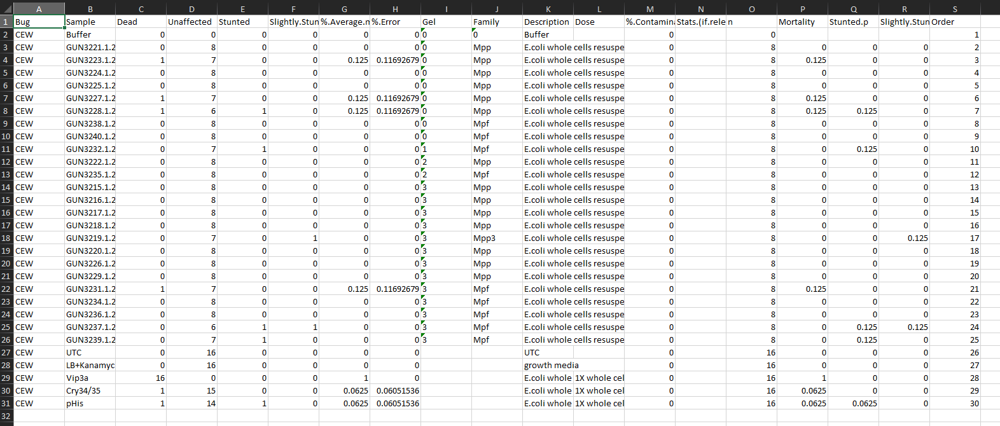 A B C D E F G H I J K L M N O P Q R S
1 Bug Sample Dead Unaffected Stunted Slightly.Stun %.Average.n %.Error Gel Family Description Dose %.Contamina Stats.(if.rele n Mortality Stunted.p Slightly.Stun Order
2 CEW Buffer 0 0 0 0 0 0 0 0 Buffer 0 0 1
3 CEW GUN3221.1.2 0 8 0 0 0 0 0 Mpp E.coli whole cells resuspe 0 8 0 0 0 2
4 CEW GUN3223.1.2 1 7 0 0 0.125 0.11692679 0 Mpp E.coli whole cells resuspe 0 8 0.125 0 0 3
5 CEW GUN3224.1.2 0 8 0 0 0 0 0 Mpp E.coli whole cells resuspe 0 8 0 0 0 4
6 CEW GUN3225.1.2 0 8 0 0 0 0 0 Mpp E.coli whole cells resuspe 0 8 0 0 0 5
7 CEW GUN3227.1.2 1 7 0 0 0.125 0.11692679 0 Mpp E.coli whole cells resuspe 0 8 0.125 0 0 6
8 CEW GUN3228.1.2 1 6 1 0 0.125 0.11692679 0 Mpp E.coli whole cells resuspe 0 8 0.125 0.125 0 7
9 CEW GUN3238.1.2 0 8 0 0 0 0 0 Mpf E.coli whole cells resuspe 0 8 0 0 0 8
10 CEW GUN3240.1.2 0 8 0 0 0 0 0 Mpf E.coli whole cells resuspe 0 8 0 0 0 9
11 CEW GUN3232.1.2 0 7 1 0 0 0 1 Mpf E.coli whole cells resuspe 0 8 0 0.125 0 10
12 CEW GUN3222.1.2 0 8 0 0 0 0 2 Mpp E.coli whole cells resuspe 0 8 0 0 0 11
13 CEW GUN3235.1.2 0 8 0 0 0 0 2 Mpf E.coli whole cells resuspe 0 8 0 0 0 12
14 CEW GUN3215.1.2 0 8 0 0 0 0 3 Mpp E.coli whole cells resuspe 0 8 0 0 0 13
15 CEW GUN3216.1.2 0 8 0 0 0 0 3 Mpp E.coli whole cells resuspe 0 8 0 0 0 14
16 CEW GUN3217.1.2 0 8 0 0 0 0 3 Mpp E.coli whole cells resuspe 0 8 0 0 0 15
17 CEW GUN3218.1.2 0 8 0 0 0 0 3 Mpp E.coli whole cells resuspe 0 8 0 0 0 16
18 CEW GUN3219.1.2 0 7 0 1 0 0 3 Mpp3 E.coli whole cells resuspe 0 8 0 0 0.125 17
19 CEW GUN3220.1.2 0 8 0 0 0 0 3 Mpp E.coli whole cells resuspe 0 8 0 0 0 18
20 CEW GUN3226.1.2 0 8 0 0 0 0 3 Mpp E.coli whole cells resuspe 0 8 0 0 0 19
21 CEW GUN3229.1.2 0 8 0 0 0 0 3 Mpp E.coli whole cells resuspe 0 8 0 0 0 20
22 CEW GUN3231.1.2 1 7 0 0 0.125 0.11692679 3 Mpf E.coli whole cells resuspe 0 8 0.125 0 0 21
23 CEW GUN3234.1.2 0 8 0 0 0 0 3 Mpf E.coli whole cells resuspe 0 8 0 0 0 22
24 CEW GUN3236.1.2 0 8 0 0 0 0 3 Mpf E.coli whole cells resuspe 0 8 0 0 0 23
25 CEW GUN3237.1.2 0 6 1 1 0 0 3 Mpf E.coli whole cells resuspe 0 8 0 0.125 0.125 24
26 CEW GUN3239.1.2 0 7 1 0 0 0 3 Mpf E.coli whole cells resuspe 0 8 0 0.125 0 25
27 CEW UTC 0 16 0 0 0 0 UTC 0 16 0 0 0 26
28 CEW LB+Kanamyc 0 16 0 0 0 0 growth media 0 16 0 0 0 27
29 CEW Vip3a 16 0 0 0 1 0 E.coli whole 1X whole cel 0 16 1 0 0 28
30 CEW Cry34/35 1 15 0 0 0.0625 0.06051536 E.coli whole 1X whole cel 0 16 0.0625 0 0 29
31 CEW pHis 1 14 1 0 0.0625 0.06051536 E.coli whole 1X whole cel 0 16 0.0625 0.0625 0 30
32